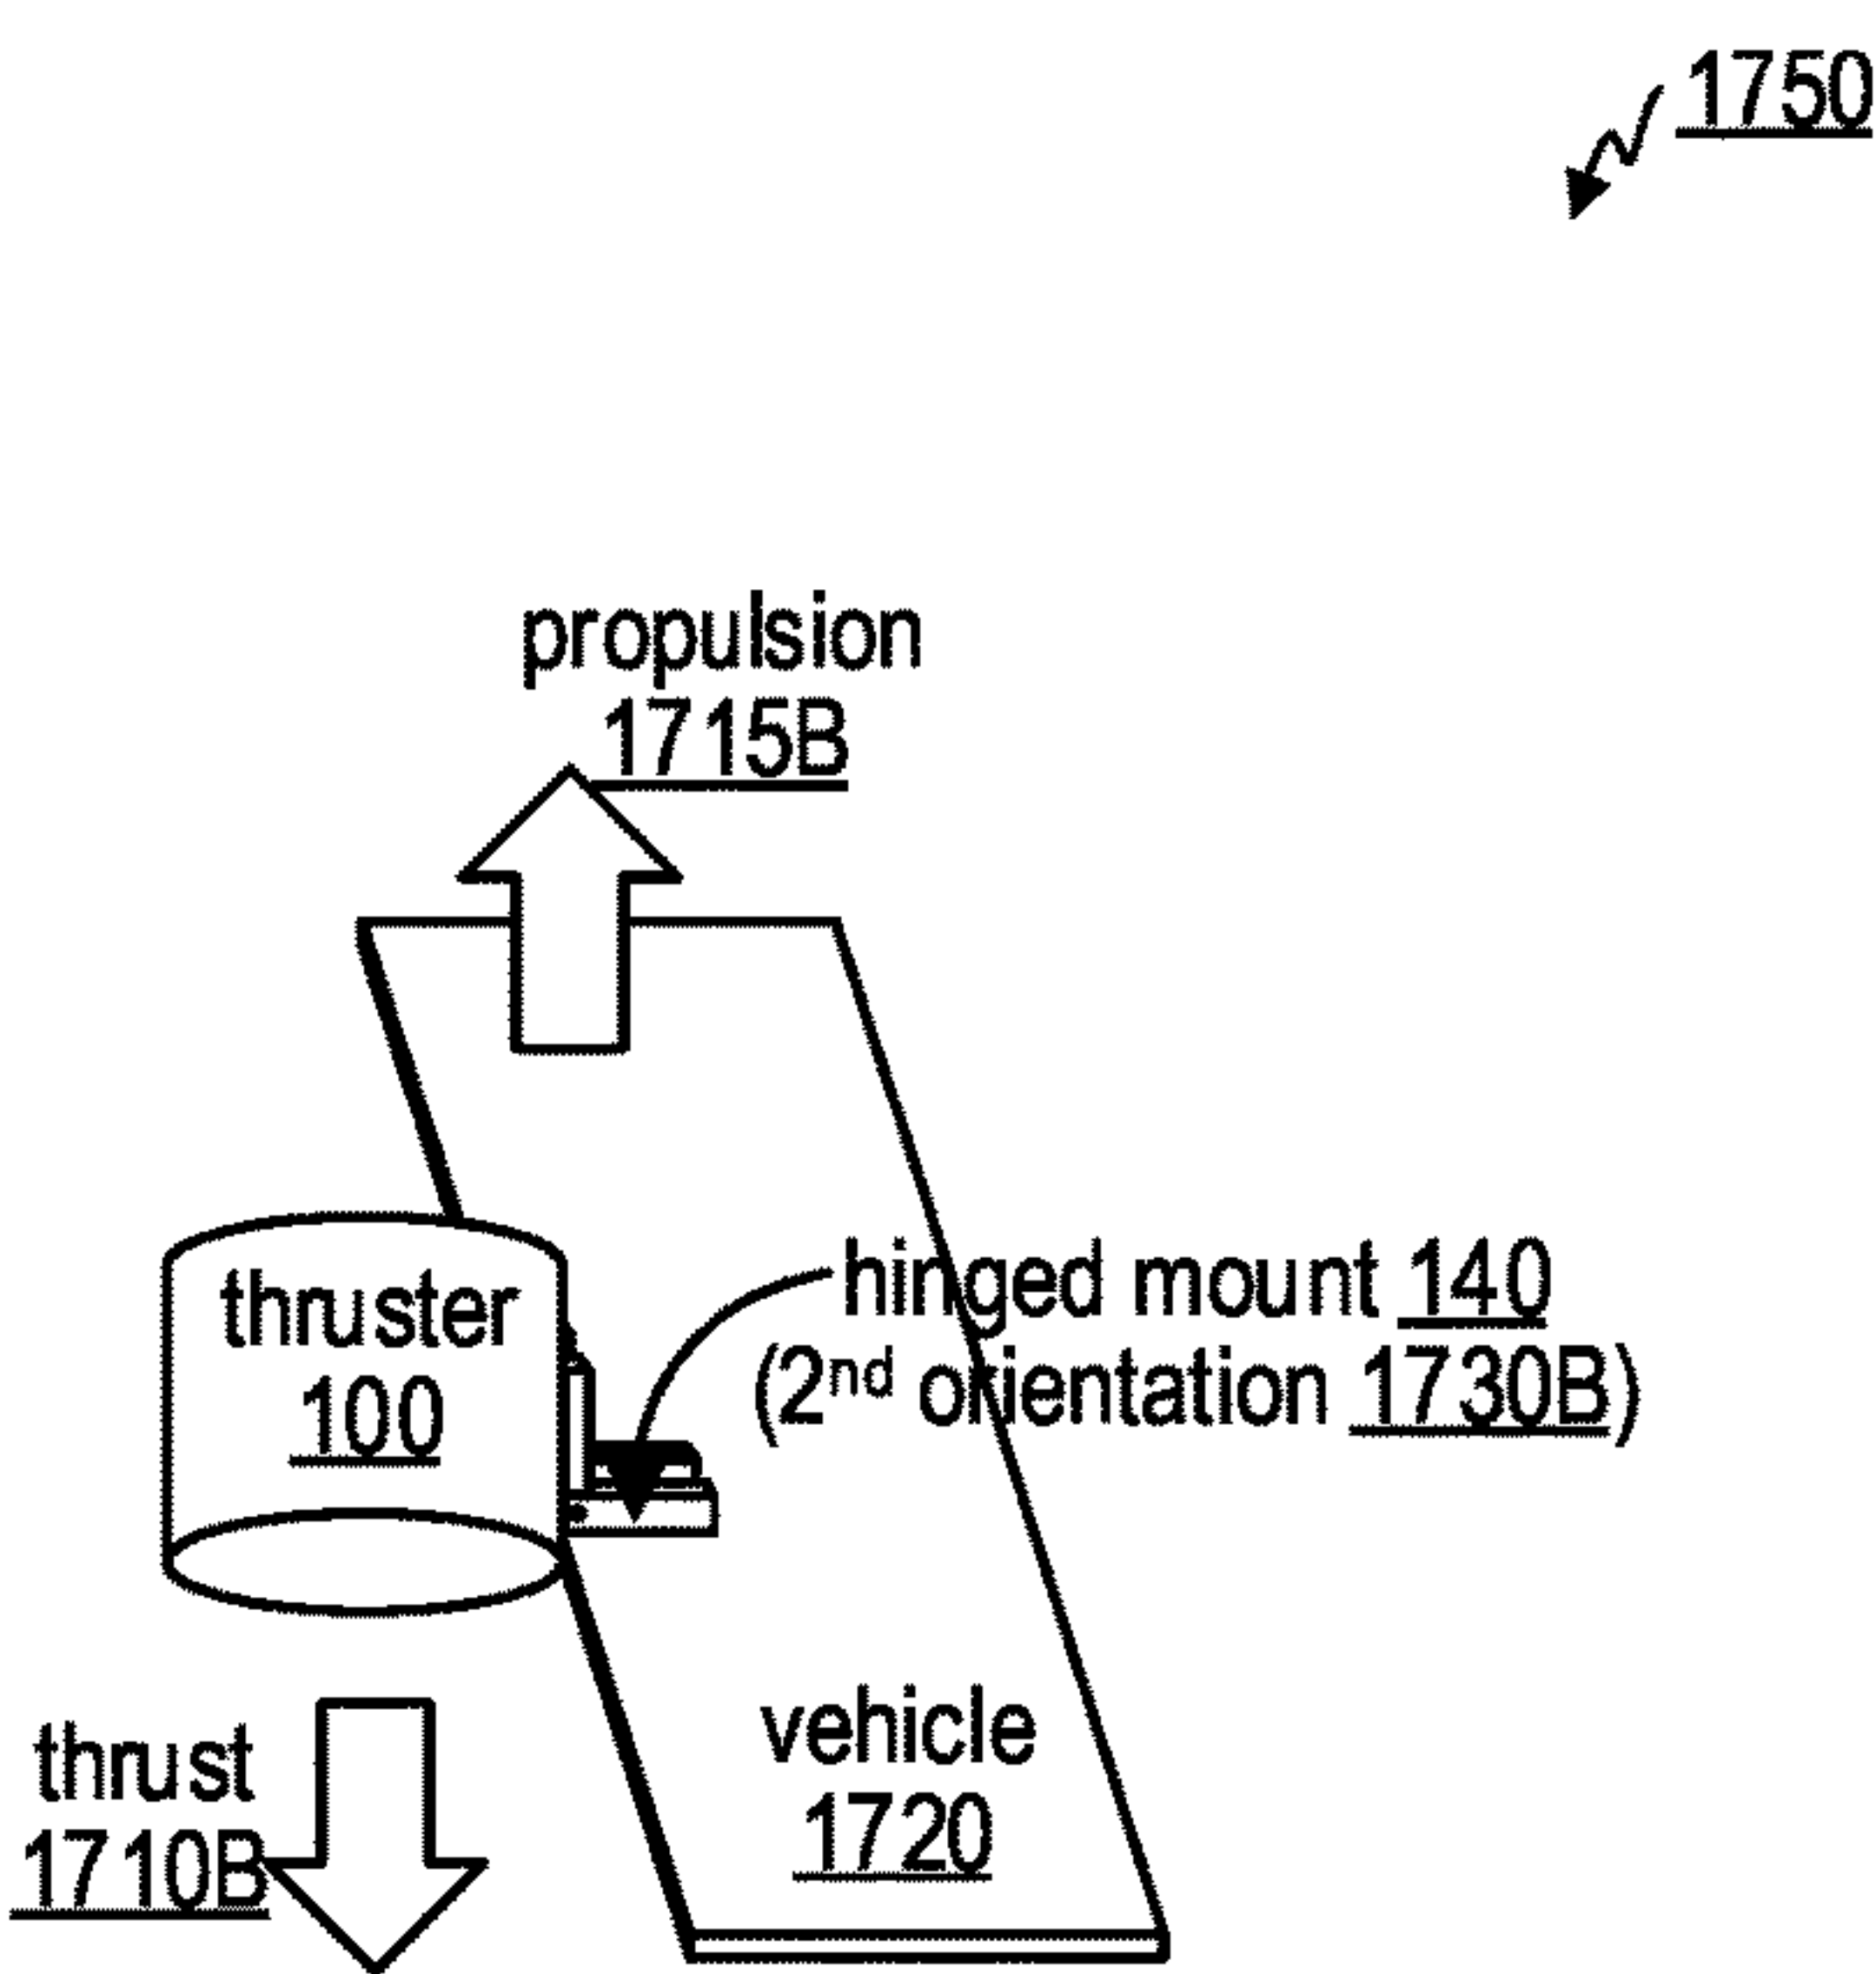 1750
propulsion
1715B
thruster
100
hinged mount 140
(2nd orientation 1730B)
thrust
1710B
vehicle
1720